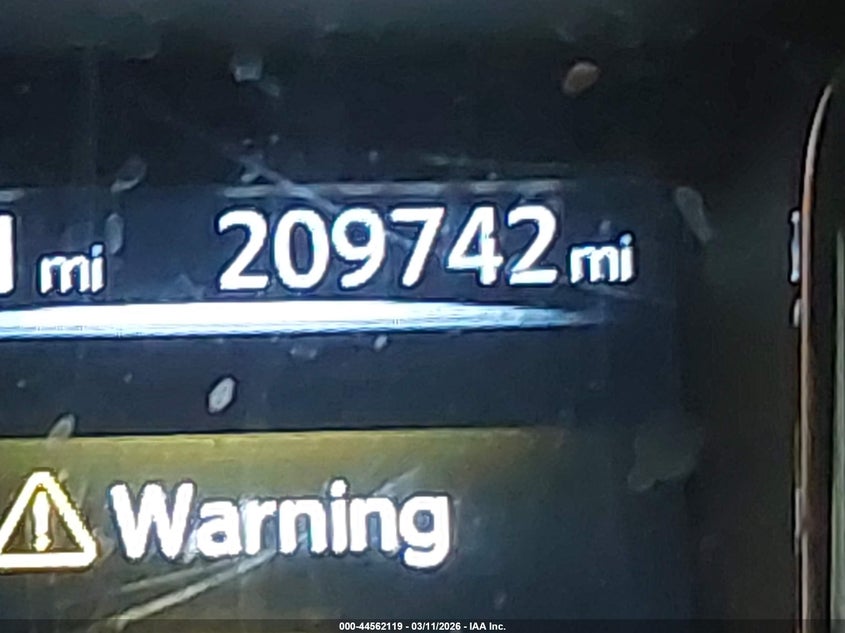 mi 209742 mi
Warning
000-44562119 - 03/11/2026 - IAA Inc.